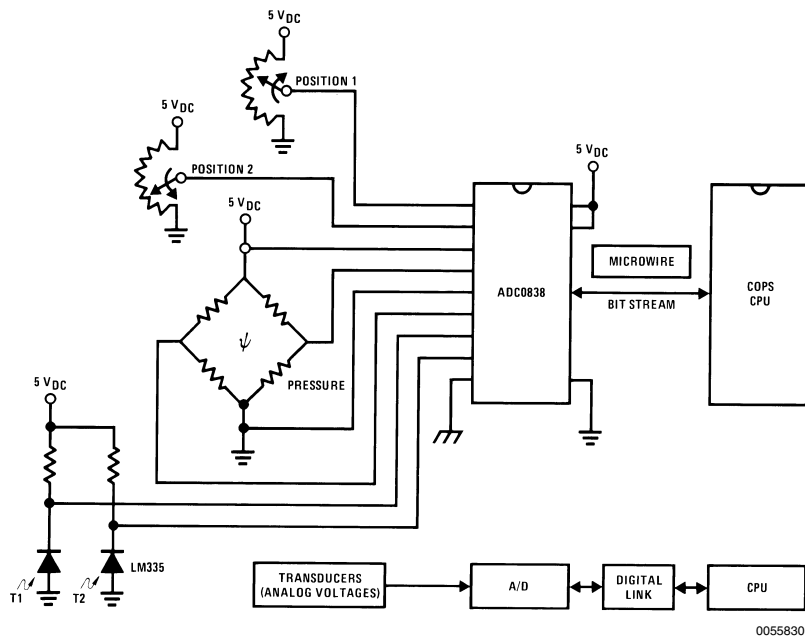 5 VDC
POSITION 1
5 VDC
POSITION 2
5 VDC
5 VDC
ADC0838
MICROWIRE
BIT STREAM
COPS
CPU
ψ
PRESSURE
5 VDC
LM335
T1
T2
TRANSDUCERS
(ANALOG VOLTAGES)
A/D
DIGITAL
LINK
CPU
0055830